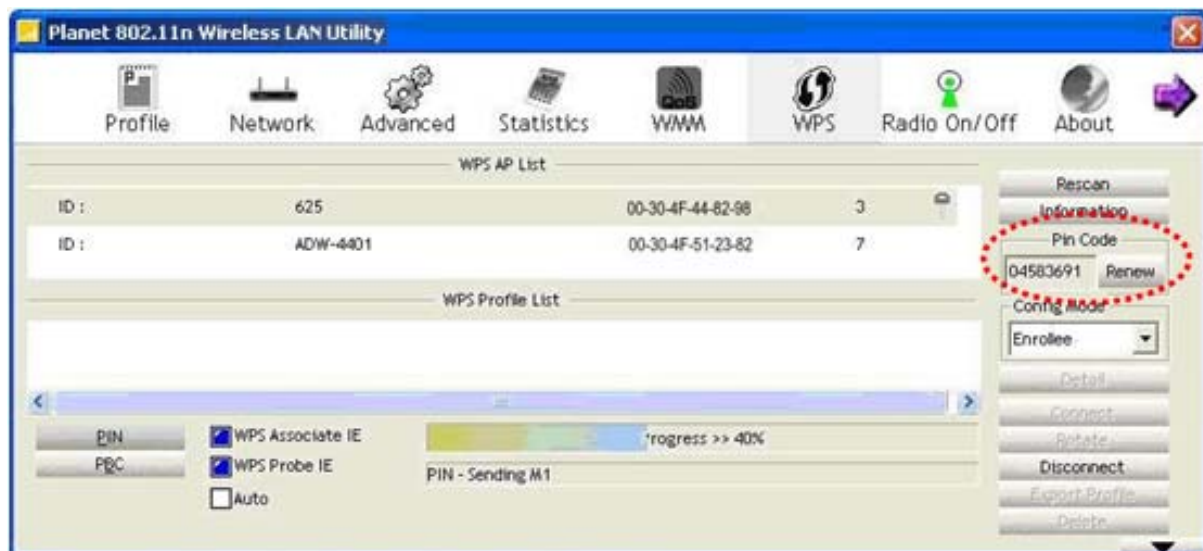 Planet 802.11n Wireless LAN Utility
Profile Network Advanced Statistics QoS WMM WPS Radio On/Off About
WPS AP List
ID : 625 00-30-4F-44-82-98 3
ID : ADW-4401 00-30-4F-51-23-82 7
WPS Profile List
Rescan
Information
Pin Code
04583691 Renew
Config Mode
Enrollee
Detail
Connect
Rotate
Disconnect
Export Profile
Delete
PIN
PBC
WPS Associate IE
WPS Probe IE
Auto
rogress >> 40%
PIN - Sending M1